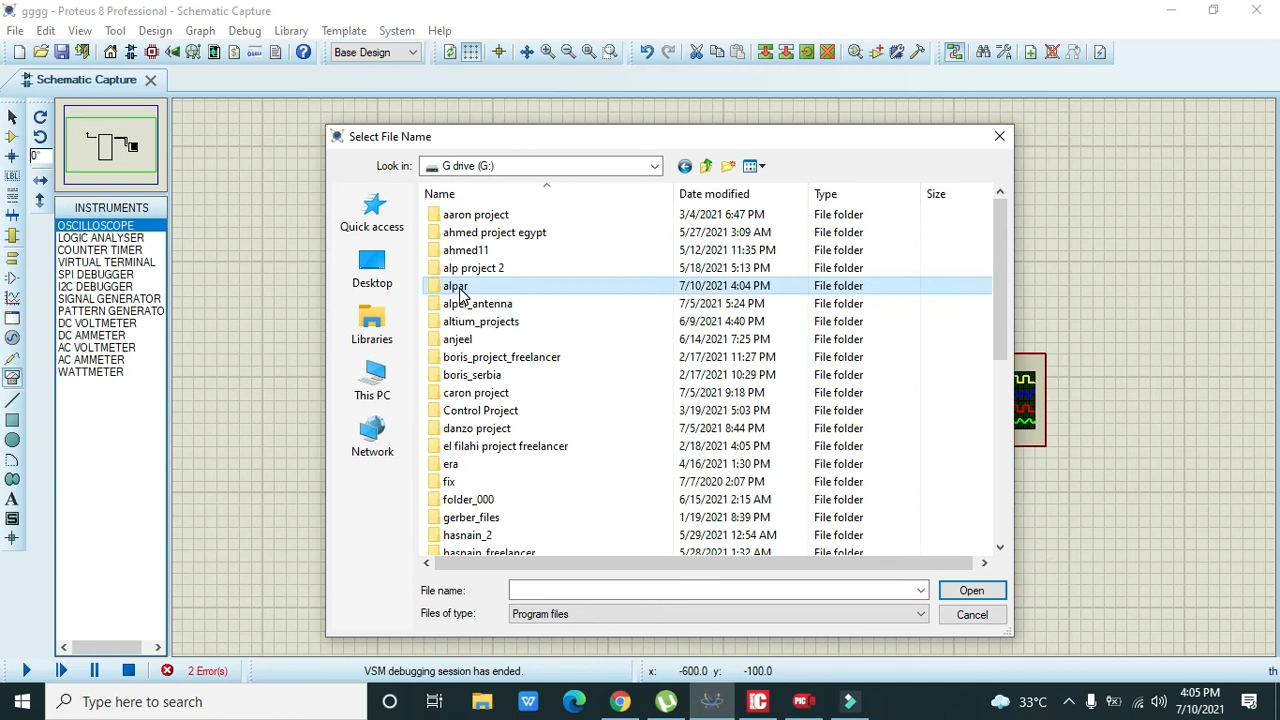 gggg - Proteus 8 Professional - Schematic Capture
File Edit View Tool Design Graph Debug Library Template System Help
Base Design
Schematic Capture
Select File Name
Look in: G drive (G:)
Name Date modified Type Size
aaron project 3/4/2021 6:47 PM File folder
ahmed project egypt 5/27/2021 3:09 AM File folder
ahmed11 5/12/2021 11:35 PM File folder
alp project 2 5/18/2021 5:13 PM File folder
alpar 7/10/2021 4:04 PM File folder
7/5/2021 5:24 PM File folder
altium_projects 6/9/2021 4:40 PM File folder
anjeel 6/14/2021 7:25 PM File folder
boris_project_freelancer 2/17/2021 11:27 PM File folder
boris_serbia 2/17/2021 10:29 PM File folder
caron project 7/5/2021 9:18 PM File folder
Control Project 3/19/2021 5:03 PM File folder
danzo project 7/5/2021 8:44 PM File folder
el filahi project freelancer 2/18/2021 4:05 PM File folder
era 4/16/2021 1:30 PM File folder
fix 7/7/2020 2:07 PM File folder
folder_000 6/15/2021 2:15 AM File folder
gerber_files 1/19/2021 8:39 PM File folder
hasnain_2 5/29/2021 12:54 AM File folder
hasnain_freelancer 5/28/2021 1:32 AM File folder
Quick access
Desktop
Libraries
This PC
Network
File name: Open
Files of type: Program files Cancel
0°
LBL
INSTRUMENTS
OSCILLOSCOPE
LOGIC ANALYSER
COUNTER TIMER
VIRTUAL TERMINAL
SPI DEBUGGER
I2C DEBUGGER
SIGNAL GENERATOR
PATTERN GENERATO
DC VOLTMETER
DC AMMETER
AC VOLTMETER
AC AMMETER
WATTMETER
2 Error(s) VSM debugging session has ended. x: -600.0 y: -100.0 th
Type here to search
33°C
4:05 PM
7/10/2021